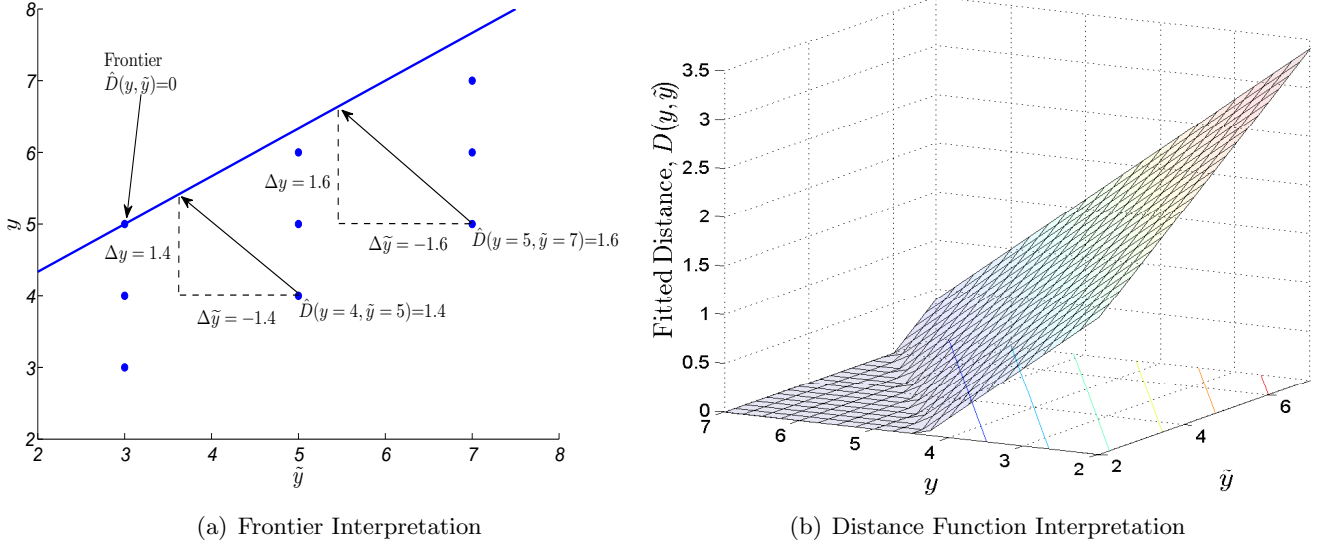 8
7
6
5
4
3
2
y
Frontier
D̂(y, ỹ)=0
Δy = 1.6
Δỹ = −1.6
D̂(y = 5, ỹ = 7)=1.6
Δy = 1.4
Δỹ = −1.4
D̂(y = 4, ỹ = 5)=1.4
2 3 4 5 6 7 8
ỹ
(a) Frontier Interpretation
Fitted Distance, D(y, ỹ)
3.5
3
2.5
2
1.5
1
0.5
0
7 6 5 4 3 2
y
2 4 6
ỹ
(b) Distance Function Interpretation